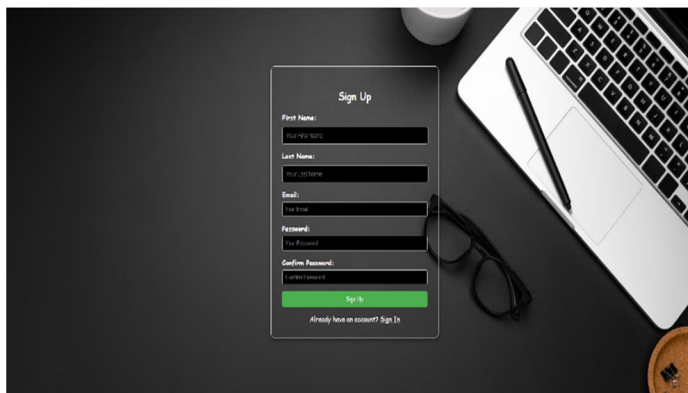 Sign Up
First Name:
Your First Name
Last Name:
Your Last Name
Email:
Your Email
Password:
Your Password
Confirm Password:
Confirm Password
Sign Up
Already have an account? Sign In